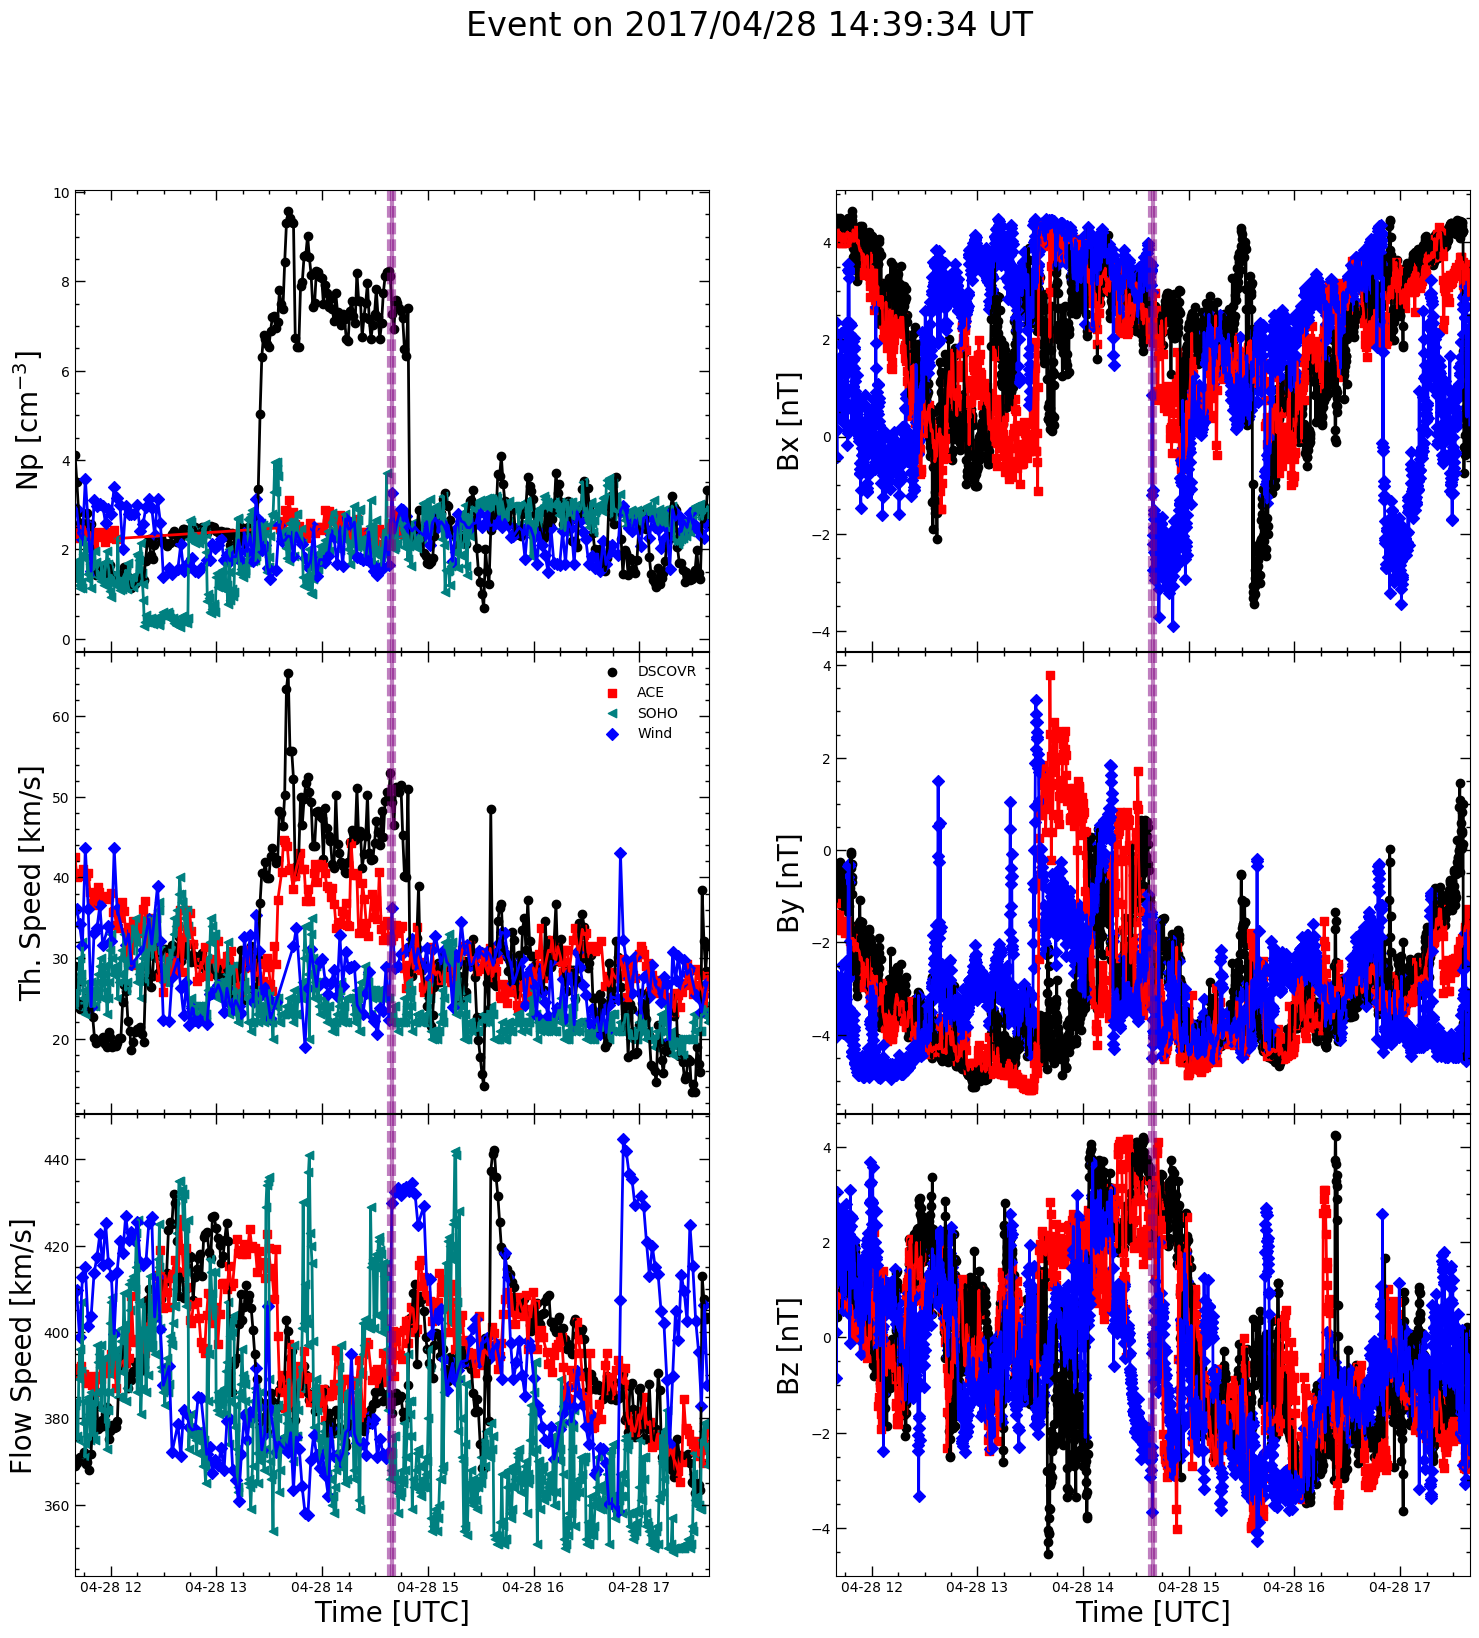 Event on 2017/04/28 14:39:34 UT
Np [cm⁻³]
10
8
6
4
2
0
Th. Speed [km/s]
60
50
40
30
20
DSCOVR
ACE
SOHO
Wind
Flow Speed [km/s]
440
420
400
380
360
04-28 12 04-28 13 04-28 14 04-28 15 04-28 16 04-28 17
Time [UTC]
Bx [nT]
4
2
0
−2
−4
By [nT]
4
2
0
−2
−4
Bz [nT]
4
2
0
−2
−4
04-28 12 04-28 13 04-28 14 04-28 15 04-28 16 04-28 17
Time [UTC]